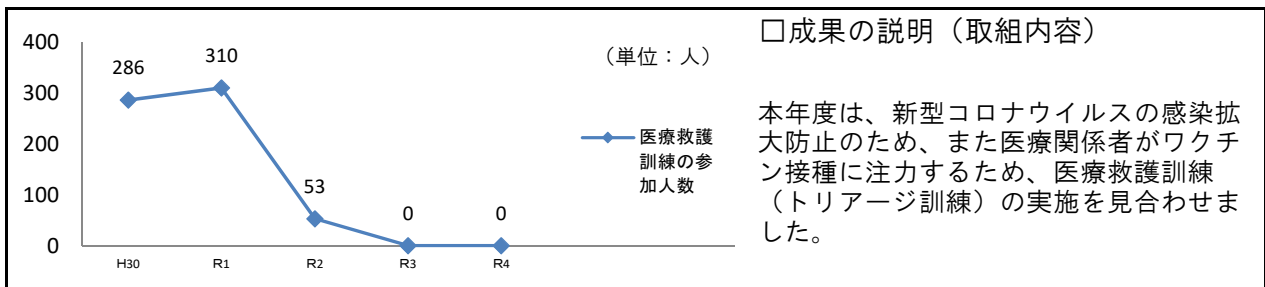 400
300
200
100
0
286
310
53
0
0
H30
R1
R2
R3
R4
（単位：人）
医療救護
訓練の参
加人数
□成果の説明（取組内容）
本年度は、新型コロナウイルスの感染拡
大防止のため、また医療関係者がワクチ
ン接種に注力するため、医療救護訓練
（トリアージ訓練）の実施を見合わせま
した。